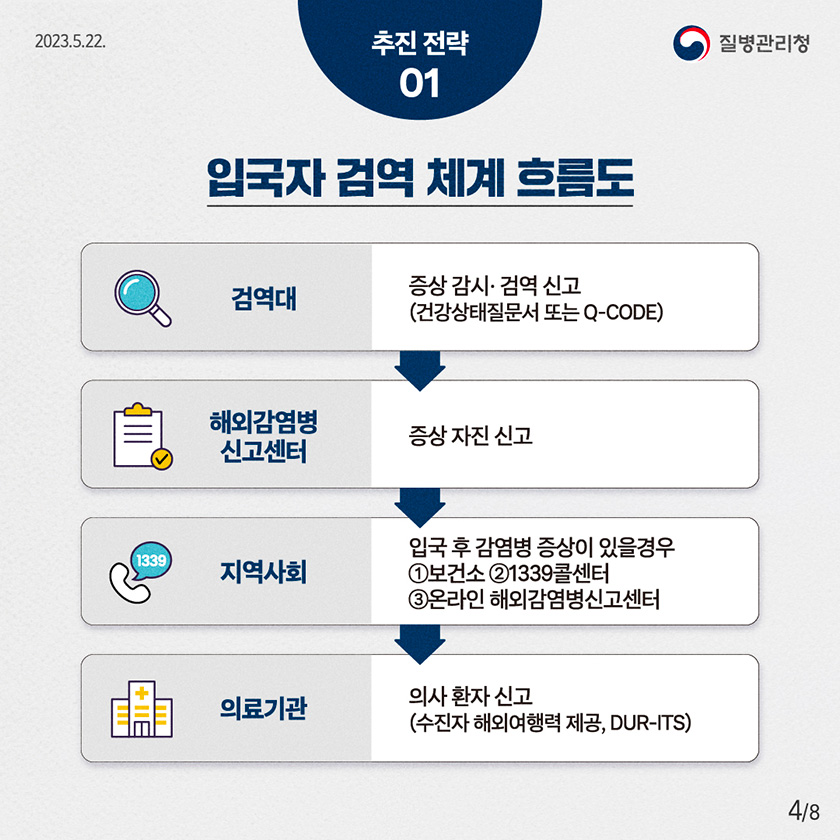 2023.5.22.
추진 전략
01
질병관리청
입국자 검역 체계 흐름도
검역대
증상 감시· 검역 신고
(건강상태질문서 또는 Q-CODE)
해외감염병
신고센터
증상 자진 신고
1339
지역사회
입국 후 감염병 증상이 있을경우
①보건소 ②1339콜센터
③온라인 해외감염병신고센터
의료기관
의사 환자 신고
(수진자 해외여행력 제공, DUR-ITS)
4/8